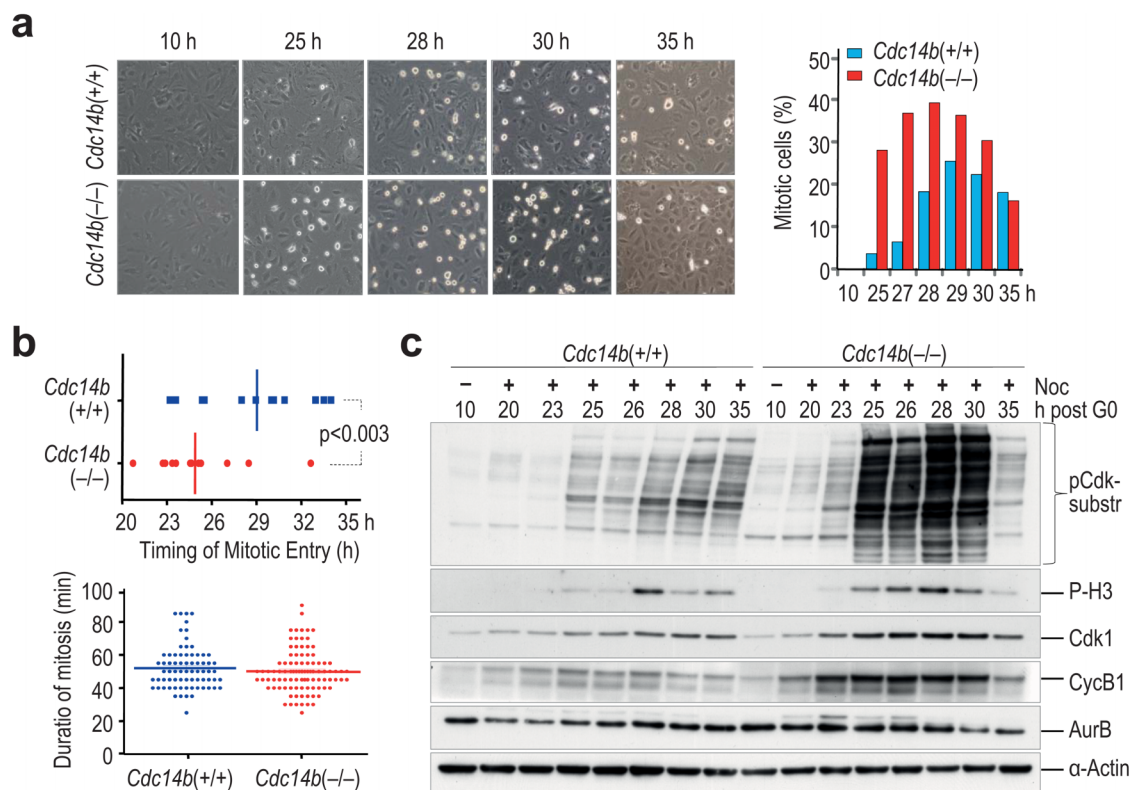 a
10 h 25 h 28 h 30 h 35 h
Cdc14b(+/+)
Cdc14b(–/–)
Cdc14b(+/+)
Cdc14b(–/–)
Mitotic cells (%)
50
40
30
20
10
0
10 25 27 28 29 30 35 h
b
Cdc14b
(+/+)
Cdc14b
(–/–)
p<0.003
20 23 26 29 32 35 h
Timing of Mitotic Entry (h)
Duratio of mitosis (min)
100
80
60
40
20
0
Cdc14b(+/+) Cdc14b(–/–)
c
Cdc14b(+/+) Cdc14b(–/–)
– + + + + + + + – + + + + + + + Noc
10 20 23 25 26 28 30 35 10 20 23 25 26 28 30 35 h post G0
pCdk-
substr
P-H3
Cdk1
CycB1
AurB
α-Actin